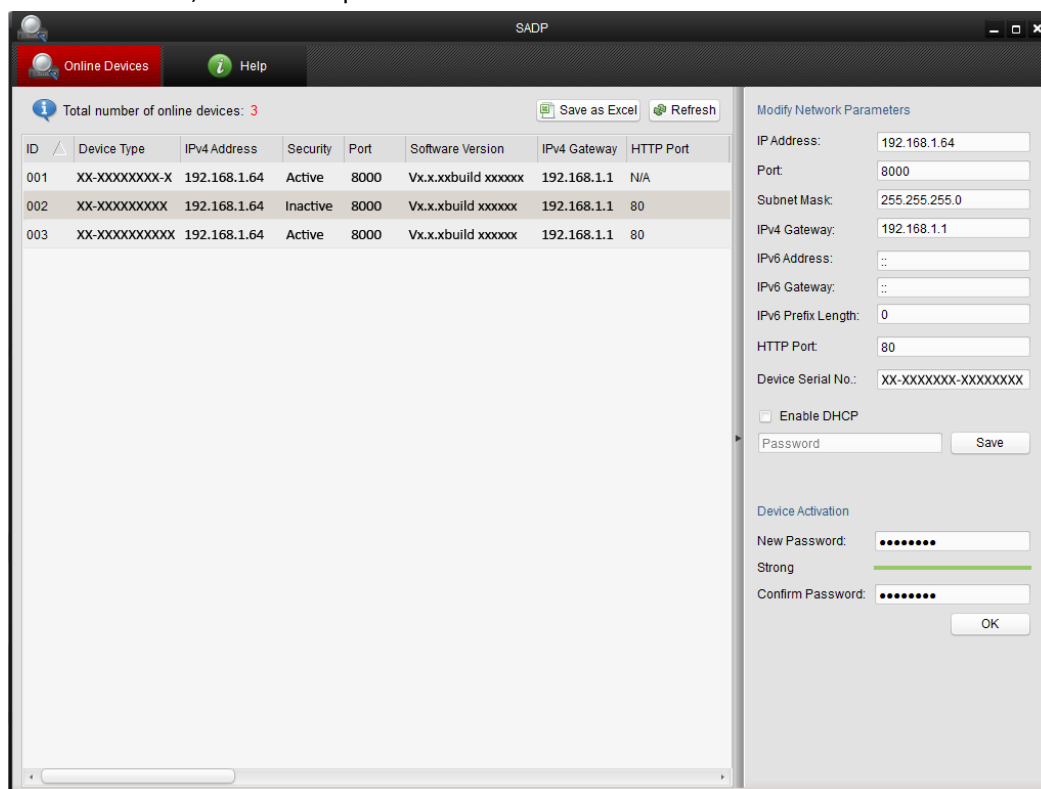 SADP
Online Devices Help
Total number of online devices: 3 Save as Excel Refresh
ID Device Type IPv4 Address Security Port Software Version IPv4 Gateway HTTP Port
001 XX-XXXXXXXX-X 192.168.1.64 Active 8000 Vx.x.xxbuild xxxxxx 192.168.1.1 N/A
002 XX-XXXXXXXXX 192.168.1.64 Inactive 8000 Vx.x.xbuild xxxxxx 192.168.1.1 80
003 XX-XXXXXXXXXX 192.168.1.64 Active 8000 Vx.x.xbuild xxxxxx 192.168.1.1 80
Modify Network Parameters
IP Address: 192.168.1.64
Port: 8000
Subnet Mask: 255.255.255.0
IPv4 Gateway: 192.168.1.1
IPv6 Address: ::
IPv6 Gateway: ::
IPv6 Prefix Length: 0
HTTP Port: 80
Device Serial No.: XX-XXXXXXX-XXXXXXXX
Enable DHCP
Password Save
Device Activation
New Password: ●●●●●●●●
Strong
Confirm Password: ●●●●●●●●
OK